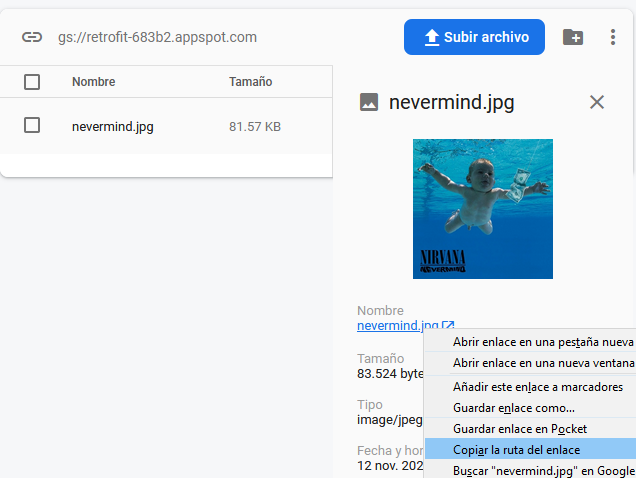 gs://retrofit-683b2.appspot.com
Subir archivo
Nombre Tamaño
nevermind.jpg 81.57 KB
nevermind.jpg
NIRVANA
NEVERMIND
Nombre
nevermind.jpg
Tamaño
83.524 byte
Tipo
image/jpeg
Fecha y hor
12 nov. 202
Abrir enlace en una pestaña nueva
Abrir enlace en una nueva ventana
Añadir este enlace a marcadores
Guardar enlace como...
Guardar enlace en Pocket
Copiar la ruta del enlace
Buscar "nevermind.jpg" en Google